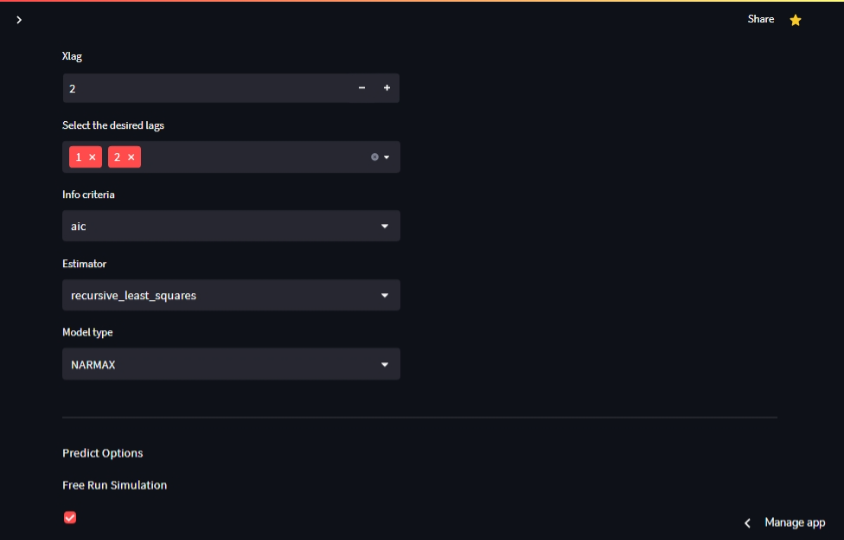 Share
Xlag
2
Select the desired lags
1 × 2 ×
Info criteria
aic
Estimator
recursive_least_squares
Model type
NARMAX
Predict Options
Free Run Simulation
Manage app